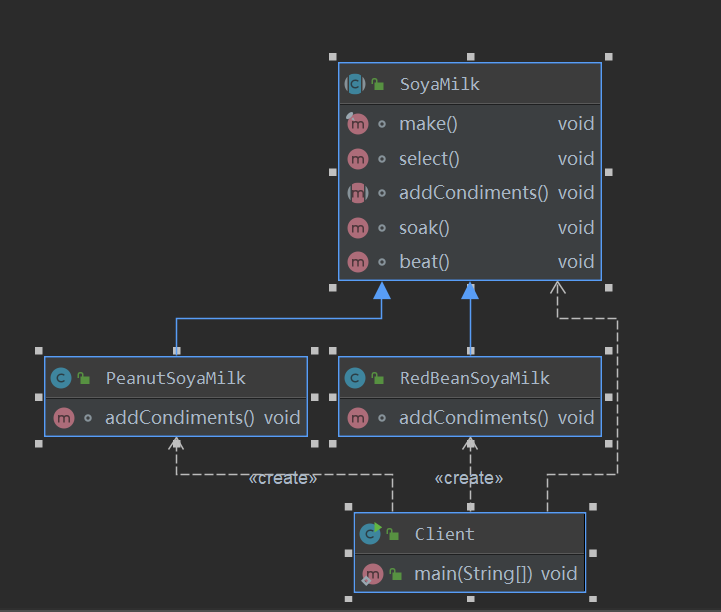 SoyaMilk
make() void
select() void
addCondiments() void
soak() void
beat() void
PeanutSoyaMilk
addCondiments() void
RedBeanSoyaMilk
addCondiments() void
«create»
«create»
Client
main(String[]) void